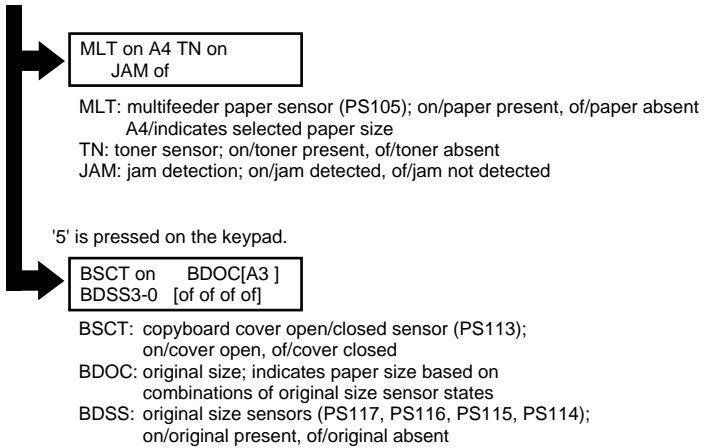 MLT on A4 TN on
JAM of
MLT: multifeeder paper sensor (PS105); on/paper present, of/paper absent
A4/indicates selected paper size
TN: toner sensor; on/toner present, of/toner absent
JAM: jam detection; on/jam detected, of/jam not detected
'5' is pressed on the keypad.
BSCT on BDOC[A3 ]
BDSS3-0 [of of of of]
BSCT: copyboard cover open/closed sensor (PS113);
on/cover open, of/cover closed
BDOC: original size; indicates paper size based on
combinations of original size sensor states
BDSS: original size sensors (PS117, PS116, PS115, PS114);
on/original present, of/original absent